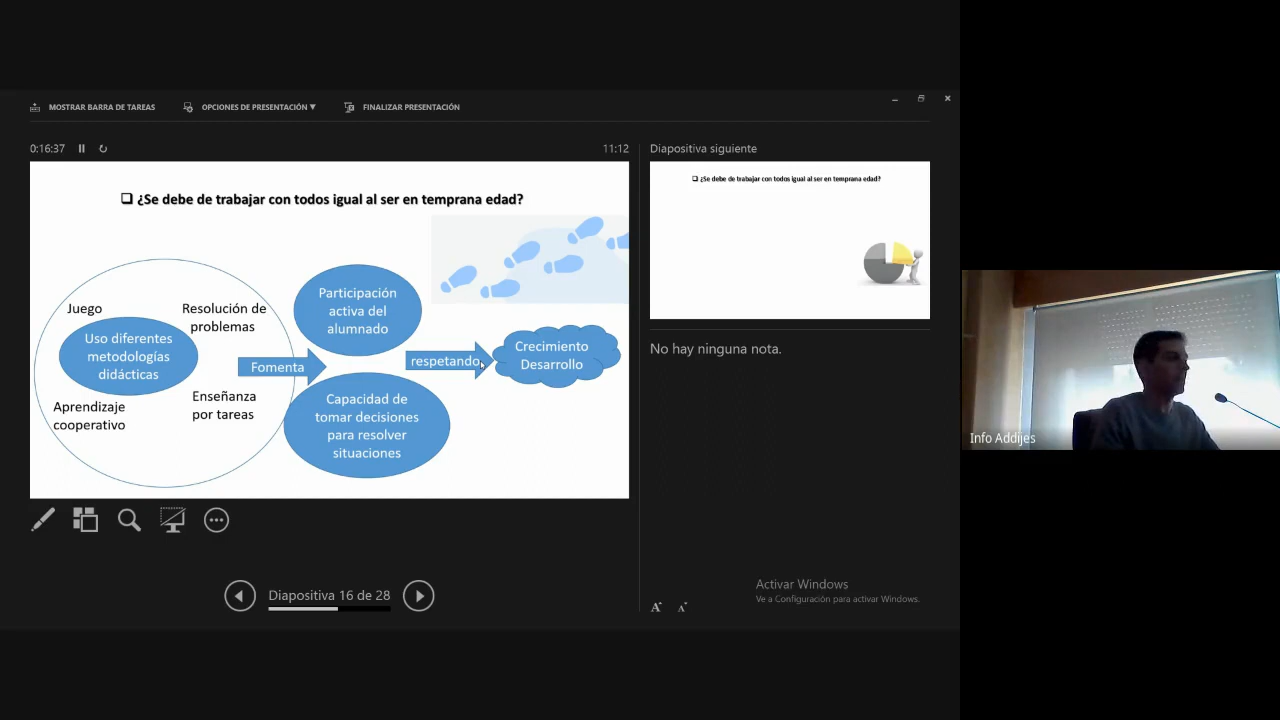 MOSTRAR BARRA DE TAREAS
OPCIONES DE PRESENTACIÓN ▼
FINALIZAR PRESENTACIÓN
0:16:37
11:12
Diapositiva siguiente
❑ ¿Se debe de trabajar con todos igual al ser en temprana edad?
Juego
Resolución de
problemas
Uso diferentes
metodologías
didácticas
Aprendizaje
cooperativo
Enseñanza
por tareas
Fomenta
Participación
activa del
alumnado
Capacidad de
tomar decisiones
para resolver
situaciones
respetando
Crecimiento
Desarrollo
❑ ¿Se debe de trabajar con todos igual al ser en temprana edad?
No hay ninguna nota.
Diapositiva 16 de 28
Activar Windows
Ve a Configuración para activar Windows.
A
A
Info Addijes